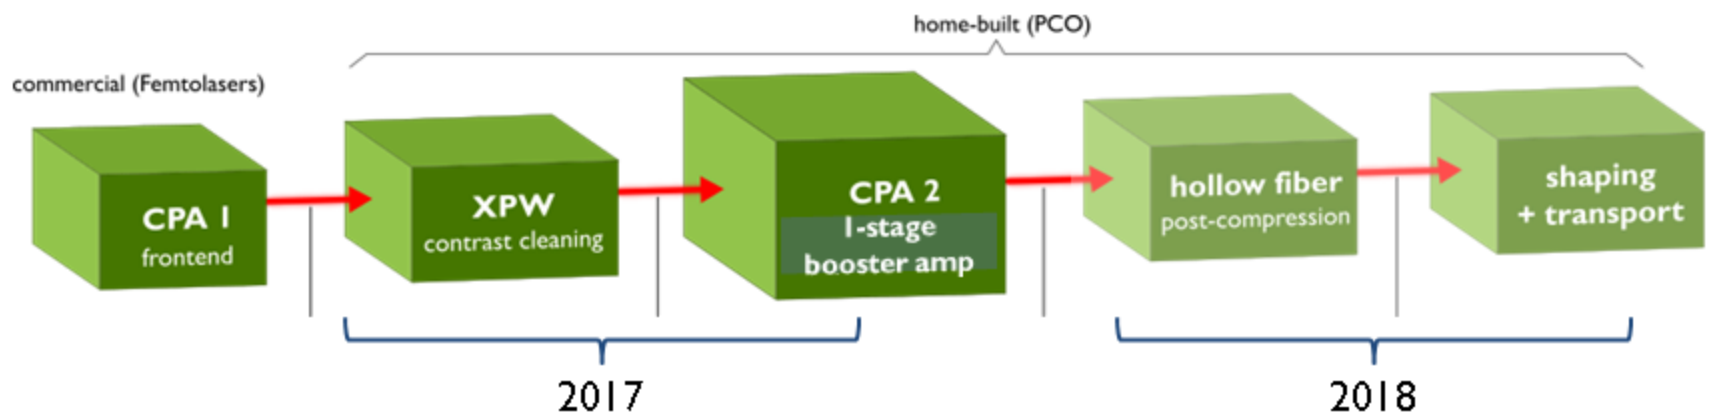 home-built (PCO)
commercial (Femtolasers)
CPA 1
frontend
XPW
contrast cleaning
CPA 2
1-stage
booster amp
hollow fiber
post-compression
shaping
+ transport
2017
2018